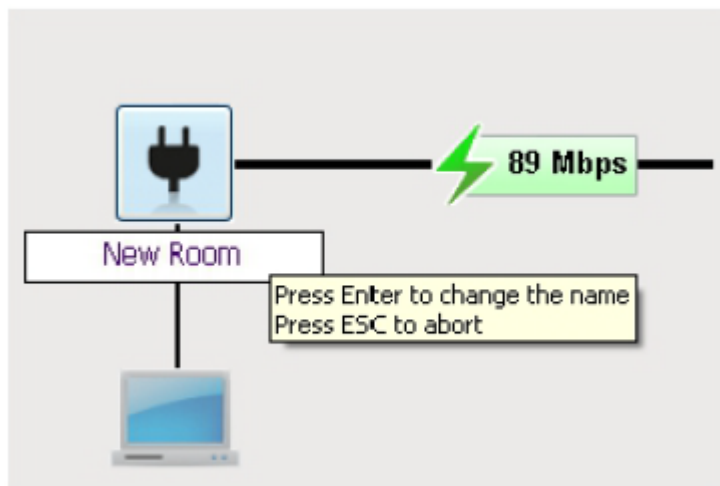 89 Mbps
New Room
Press Enter to change the name
Press ESC to abort